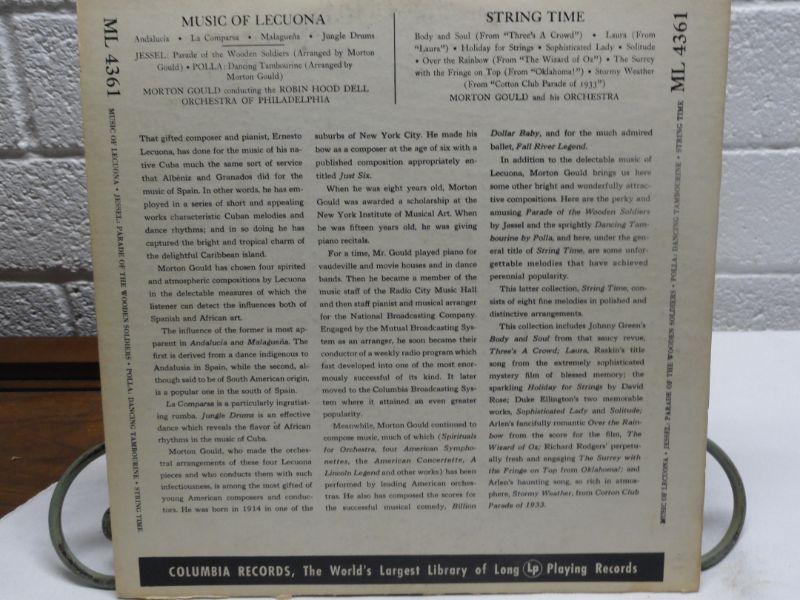 MUSIC OF LECUONA
Andalucía • La Comparsa • Malagueña • Jungle Drums
JESSEL: Parade of the Wooden Soldiers (Arranged by Morton
Gould) • POLLA: Dancing Tambourine (Arranged by
Morton Gould)
MORTON GOULD conducting the ROBIN HOOD DELL
ORCHESTRA OF PHILADELPHIA
STRING TIME
Body and Soul (From "Three's A Crowd") • Laura (From
"Laura") • Holiday for Strings • Sophisticated Lady • Solitude
• Over the Rainbow (From "The Wizard of Oz") • The Surrey
with the Fringe on Top (From "Oklahoma!") • Stormy Weather
(From "Cotton Club Parade of 1933")
MORTON GOULD and his ORCHESTRA
ML 4361
MUSIC OF LECUONA • JESSEL: PARADE OF THE WOODEN SOLDIERS • POLLA: DANCING TAMBOURINE • STRING TIME
That gifted composer and pianist, Ernesto
Lecuona, has done for the music of his na-
tive Cuba much the same sort of service
that Albéniz and Granados did for the
music of Spain. In other words, he has em-
ployed in a series of short and appealing
works characteristic Cuban melodies and
dance rhythms; and in so doing he has
captured the bright and tropical charm of
the delightful Caribbean island.
Morton Gould has chosen four spirited
and atmospheric compositions by Lecuona
in the delectable measures of which the
listener can detect the influences both of
Spanish and African art.
The influence of the former is most ap-
parent in Andalucía and Malagueña. The
first is derived from a dance indigenous to
Andalusia in Spain, while the second, al-
though said to be of South American origin,
is a popular one in the south of Spain.
La Comparsa is a particularly ingratiat-
ing rumba. Jungle Drums is an effective
dance which reveals the flavor of African
rhythms in the music of Cuba.
Morton Gould, who made the orches-
tral arrangements of these four Lecuona
pieces and who conducts them with such
infectiousness, is among the most gifted of
young American composers and conduc-
tors. He was born in 1914 in one of the
suburbs of New York City. He made his
bow as a composer at the age of six with a
published composition appropriately en-
titled Just Six.
When he was eight years old, Morton
Gould was awarded a scholarship at the
New York Institute of Musical Art. When
he was fifteen years old, he was giving
piano recitals.
For a time, Mr. Gould played piano for
vaudeville and movie houses and in dance
bands. Then he became a member of the
music staff of the Radio City Music Hall
and then staff pianist and musical arranger
for the National Broadcasting Company.
Engaged by the Mutual Broadcasting Sys-
tem as an arranger, he soon became their
conductor of a weekly radio program which
fast developed into one of the most enor-
mously successful of its kind. It later
moved to the Columbia Broadcasting Sys-
tem where it attained an even greater
popularity.
Meanwhile, Morton Gould continued to
compose music, much of which (Spirituals
for Orchestra, four American Sympho-
nettes, the American Concertette, A
Lincoln Legend and other works) has been
performed by leading American orches-
tras. He also has composed the scores for
the successful musical comedy, Billion
Dollar Baby, and for the much admired
ballet, Fall River Legend.
In addition to the delectable music of
Lecuona, Morton Gould brings us here
some other bright and wonderfully attrac-
tive compositions. Here are the perky and
amusing Parade of the Wooden Soldiers
by Jessel and the sprightly Dancing Tam-
bourine by Polla, and here, under the gen-
eral title of String Time, are some unfor-
gettable melodies that have achieved
perennial popularity.
This latter collection, String Time, con-
sists of eight fine melodies in polished and
distinctive arrangements.
This collection includes Johnny Green's
Body and Soul from that saucy revue,
Three's A Crowd; Laura, Raskin's title
song from the extremely sophisticated
mystery film of blessed memory; the
sparkling Holiday for Strings by David
Rose; Duke Ellington's two memorable
works, Sophisticated Lady and Solitude;
Arlen's fancifully romantic Over the Rain-
bow from the score for the film, The
Wizard of Oz; Richard Rodgers' perpetu-
ally fresh and engaging The Surrey with
the Fringe on Top from Oklahoma!; and
Arlen's haunting song, so rich in atmos-
phere, Stormy Weather, from Cotton Club
Parade of 1933.
ML 4361
MUSIC OF LECUONA • JESSEL: PARADE OF THE WOODEN SOLDIERS • POLLA: DANCING TAMBOURINE • STRING TIME
COLUMBIA RECORDS, The World's Largest Library of Long Lp Playing Records